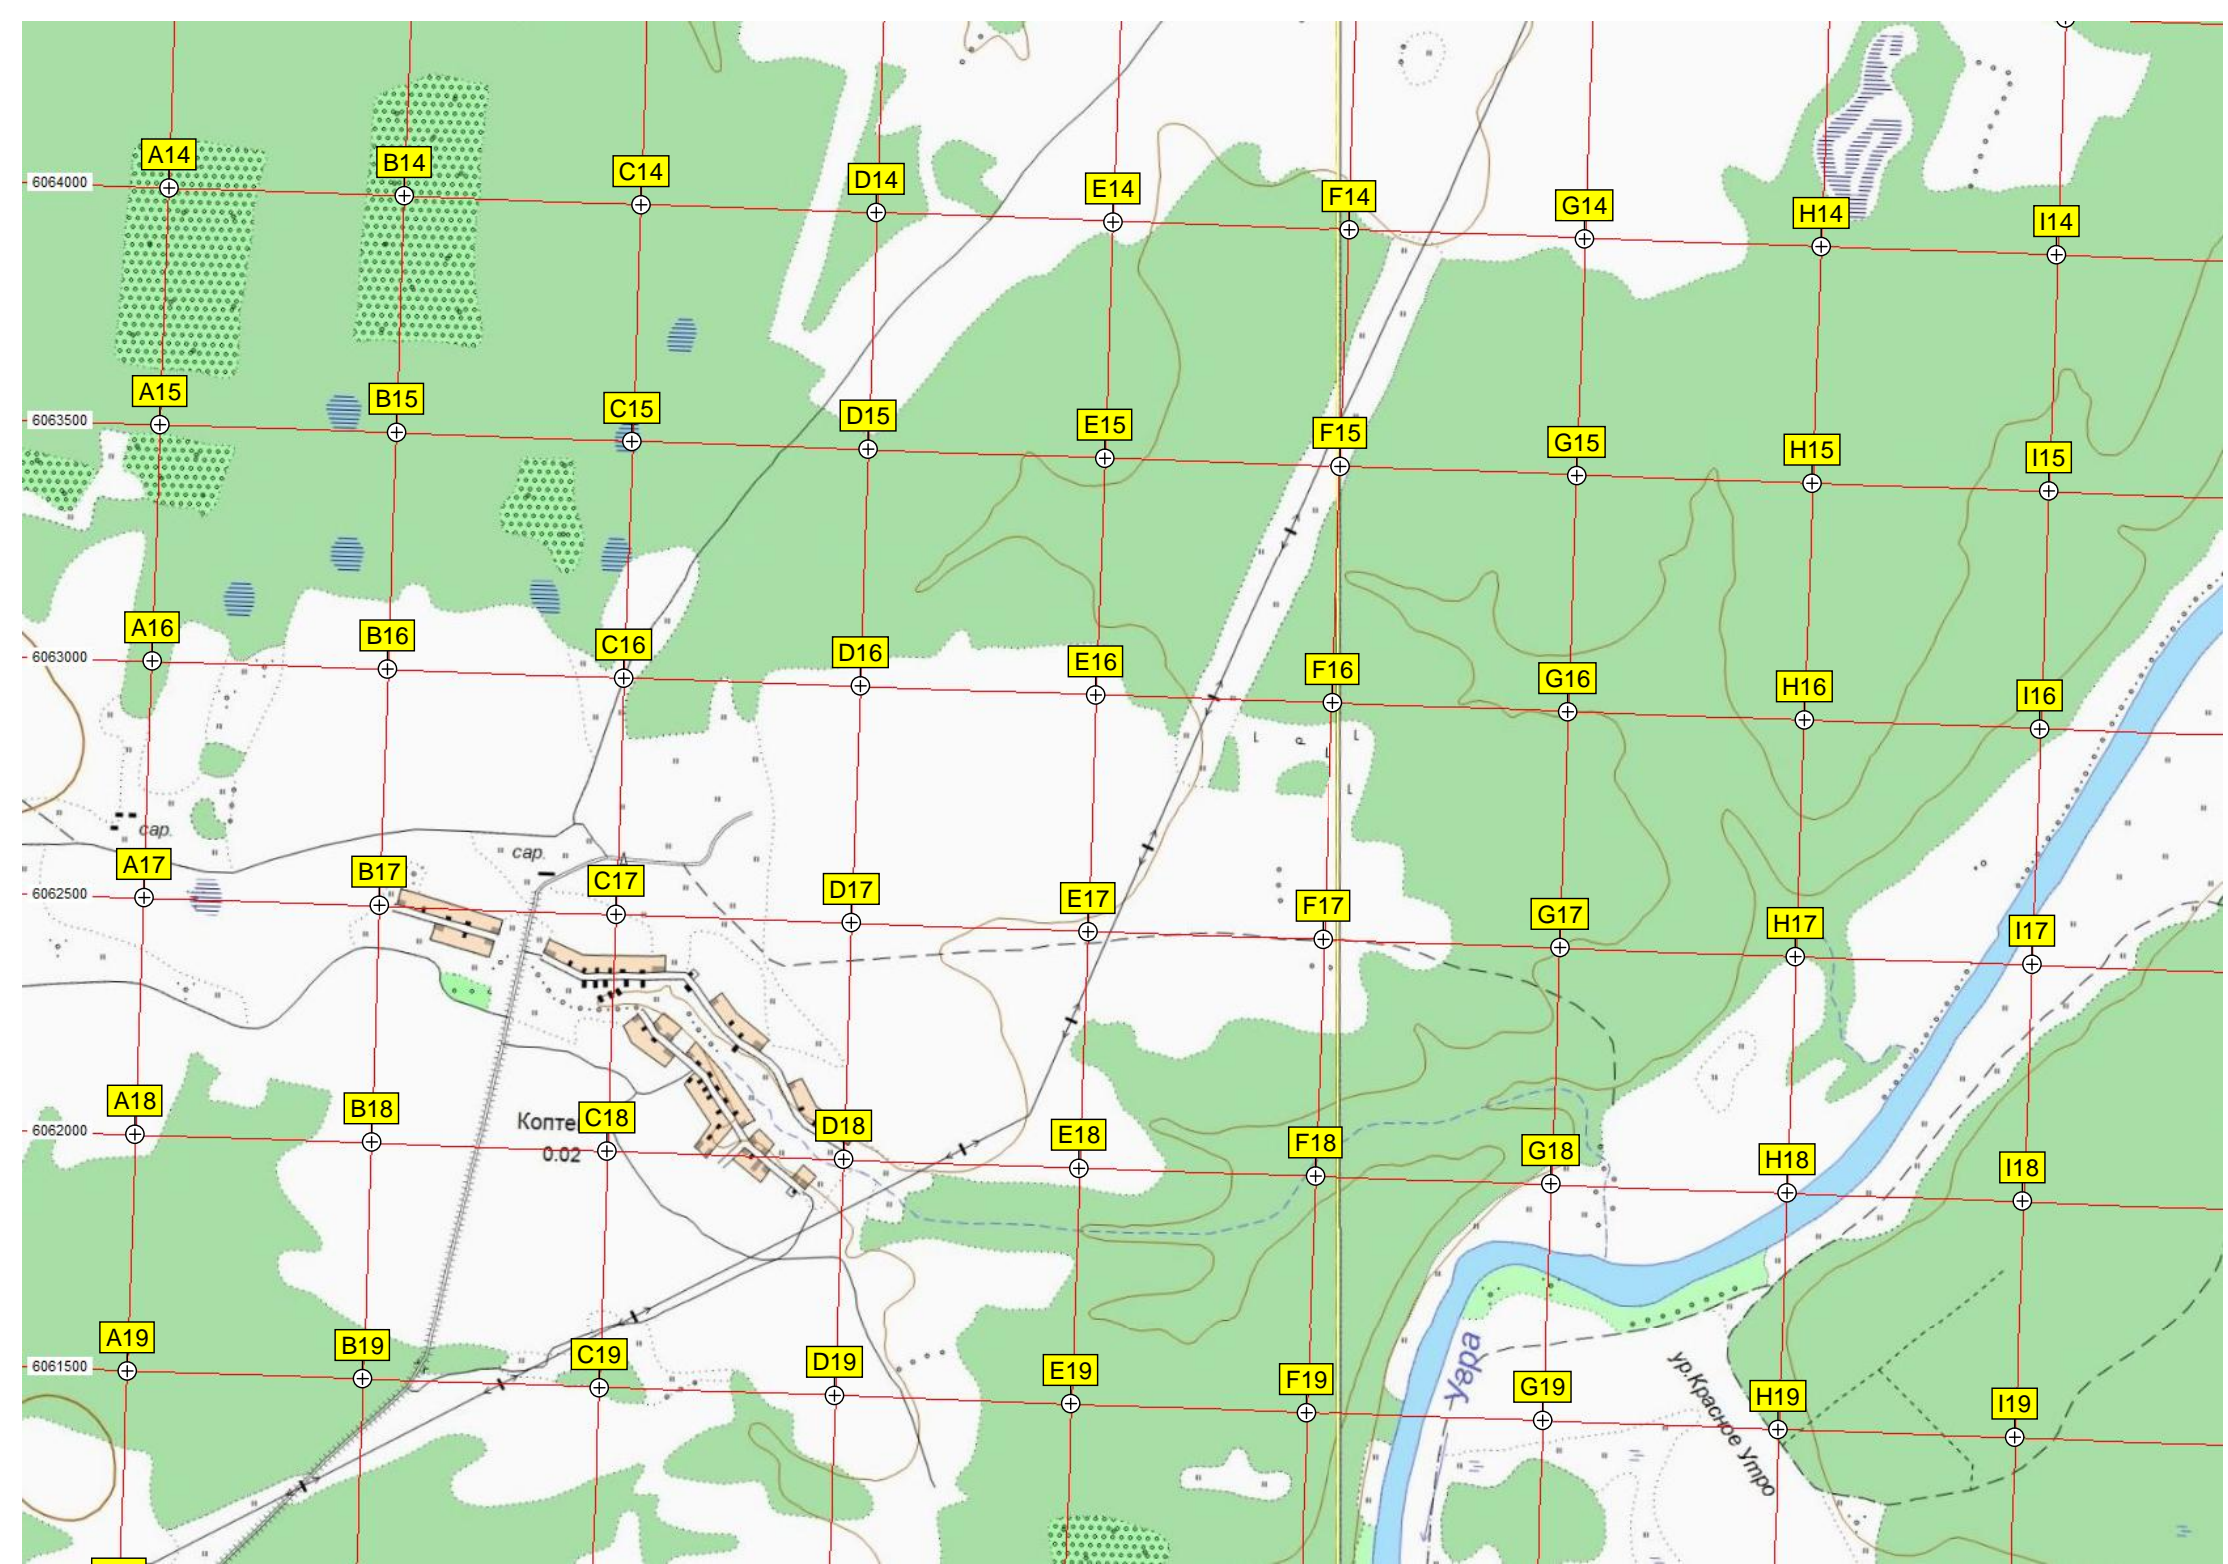 A14 B14 C14 D14 E14 F14 G14 H14 I14
6064000
A15 B15 C15 D15 E15 F15 G15 H15 I15
6063500
A16 B16 C16 D16 E16 F16 G16 H16 I16
6063000
сар.
сар.
A17 B17 C17 D17 E17 F17 G17 H17 I17
6062500
A18 B18 C18 D18 E18 F18 G18 H18 I18
6062000
Копте
0.02
A19 B19 C19 D19 E19 F19 G19 H19 I19
6061500
Угра
ур.Красное Утро